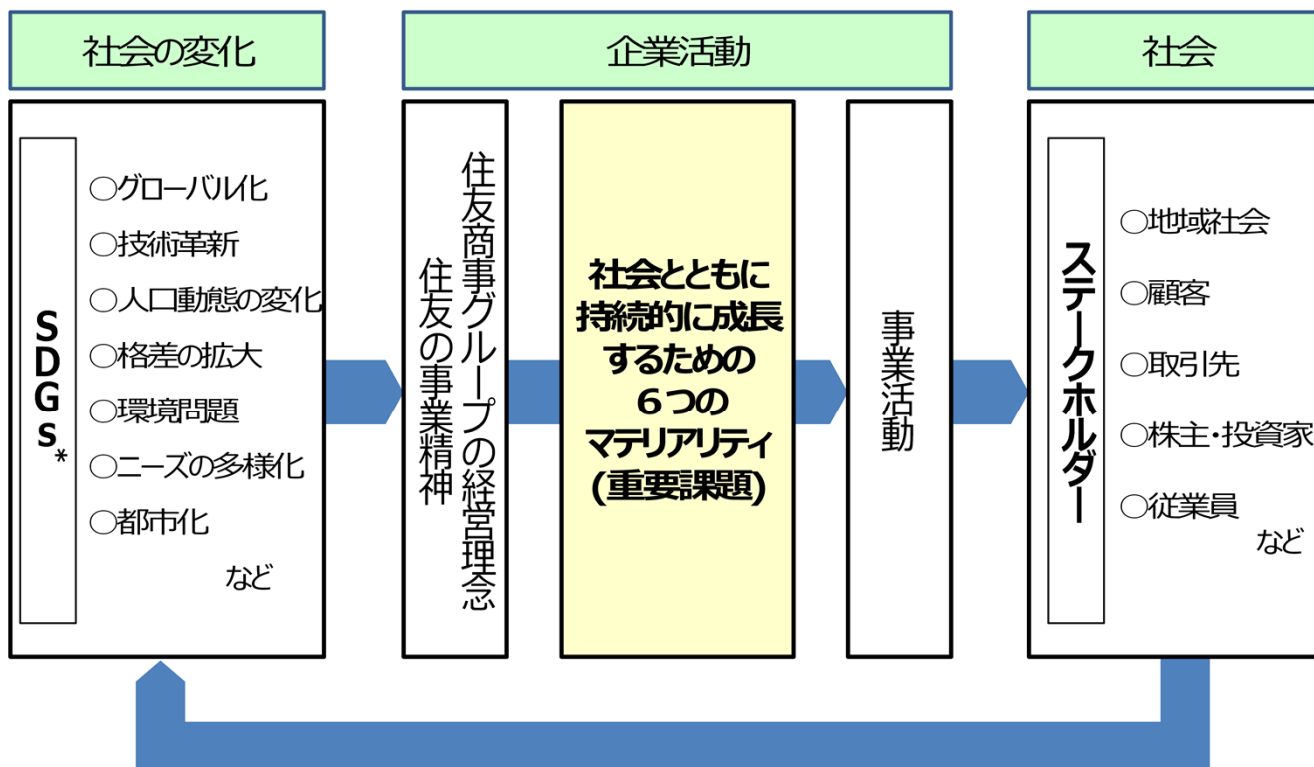 社会の変化
企業活動
社会
SDGs*
○グローバル化
○技術革新
○人口動態の変化
○格差の拡大
○環境問題
○ニーズの多様化
○都市化
など
住友商事グループの経営理念
住友の事業精神
社会とともに
持続的に成長
するための
６つの
マテリアリティ
(重要課題)
事業活動
ステークホルダー
○地域社会
○顧客
○取引先
○株主・投資家
○従業員
など